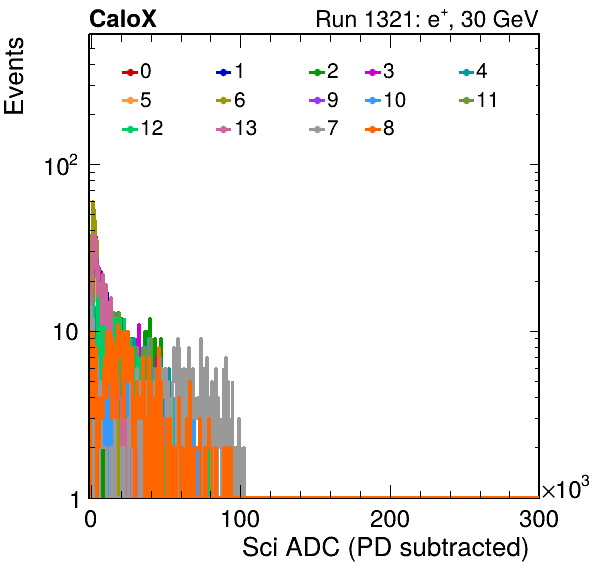 CaloX Run 1321: e⁺, 30 GeV
Events
0 1 2 3 4
5 6 9 10 11
12 13 7 8
10²
10
1
×10³
0 100 200 300
Sci ADC (PD subtracted)